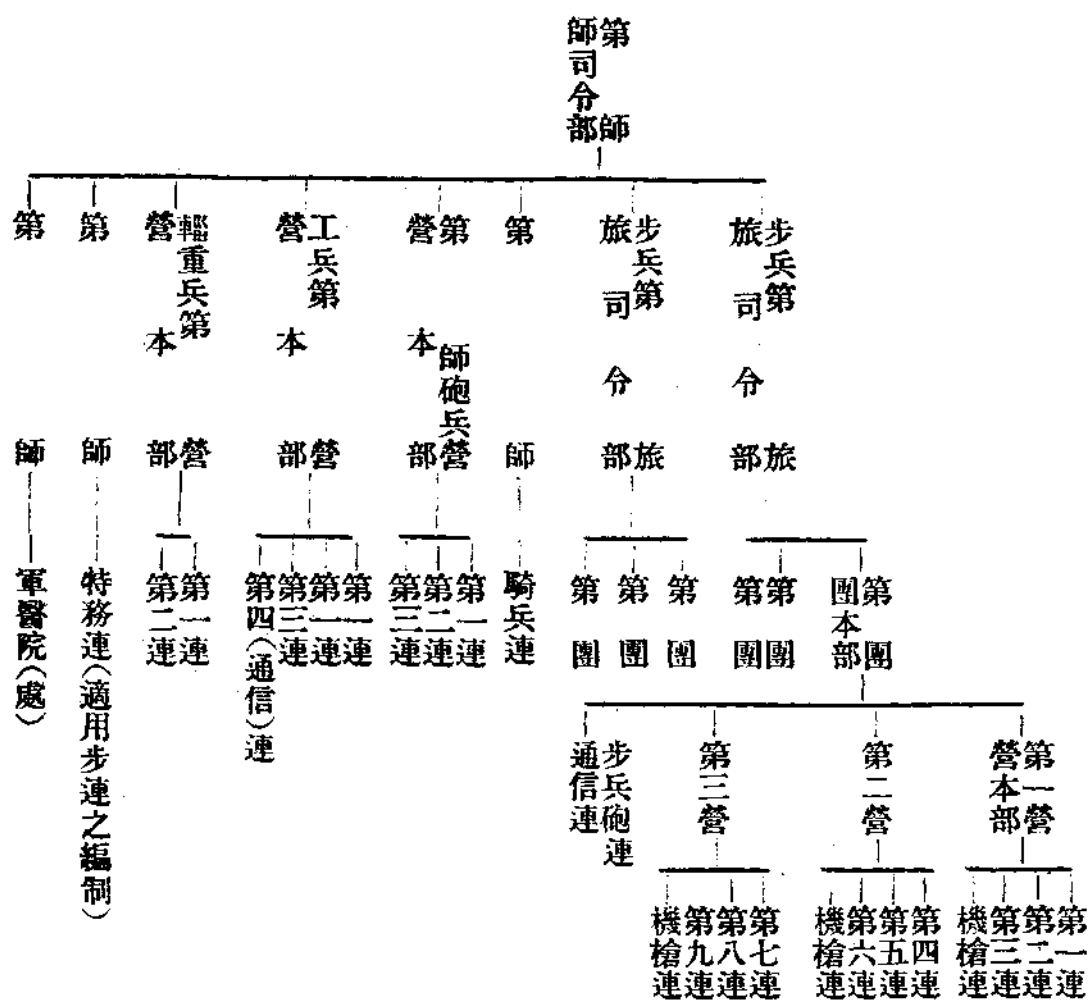 第　師
師司令部
步兵第　旅
旅司令部
步兵第　旅
旅司令部
第　師　騎兵連
第　師砲兵營
營本部
工兵第　營
營本部
輜重兵第　營
營本部
第　師　特務連(適用步連之編制)
第　師　軍醫院(處)
第　團
團本部
第　團
第　團
第　團
第　團
第　團
第一連
第二連
第三連
第一連
第一連
第三連
第四(通信)連
第一連
第二連
第一營
營本部
第二營
第三營
步兵砲連
通信連
第一連
第二連
第三連
機槍連
第四連
第五連
第六連
機槍連
第七連
第八連
第九連
機槍連